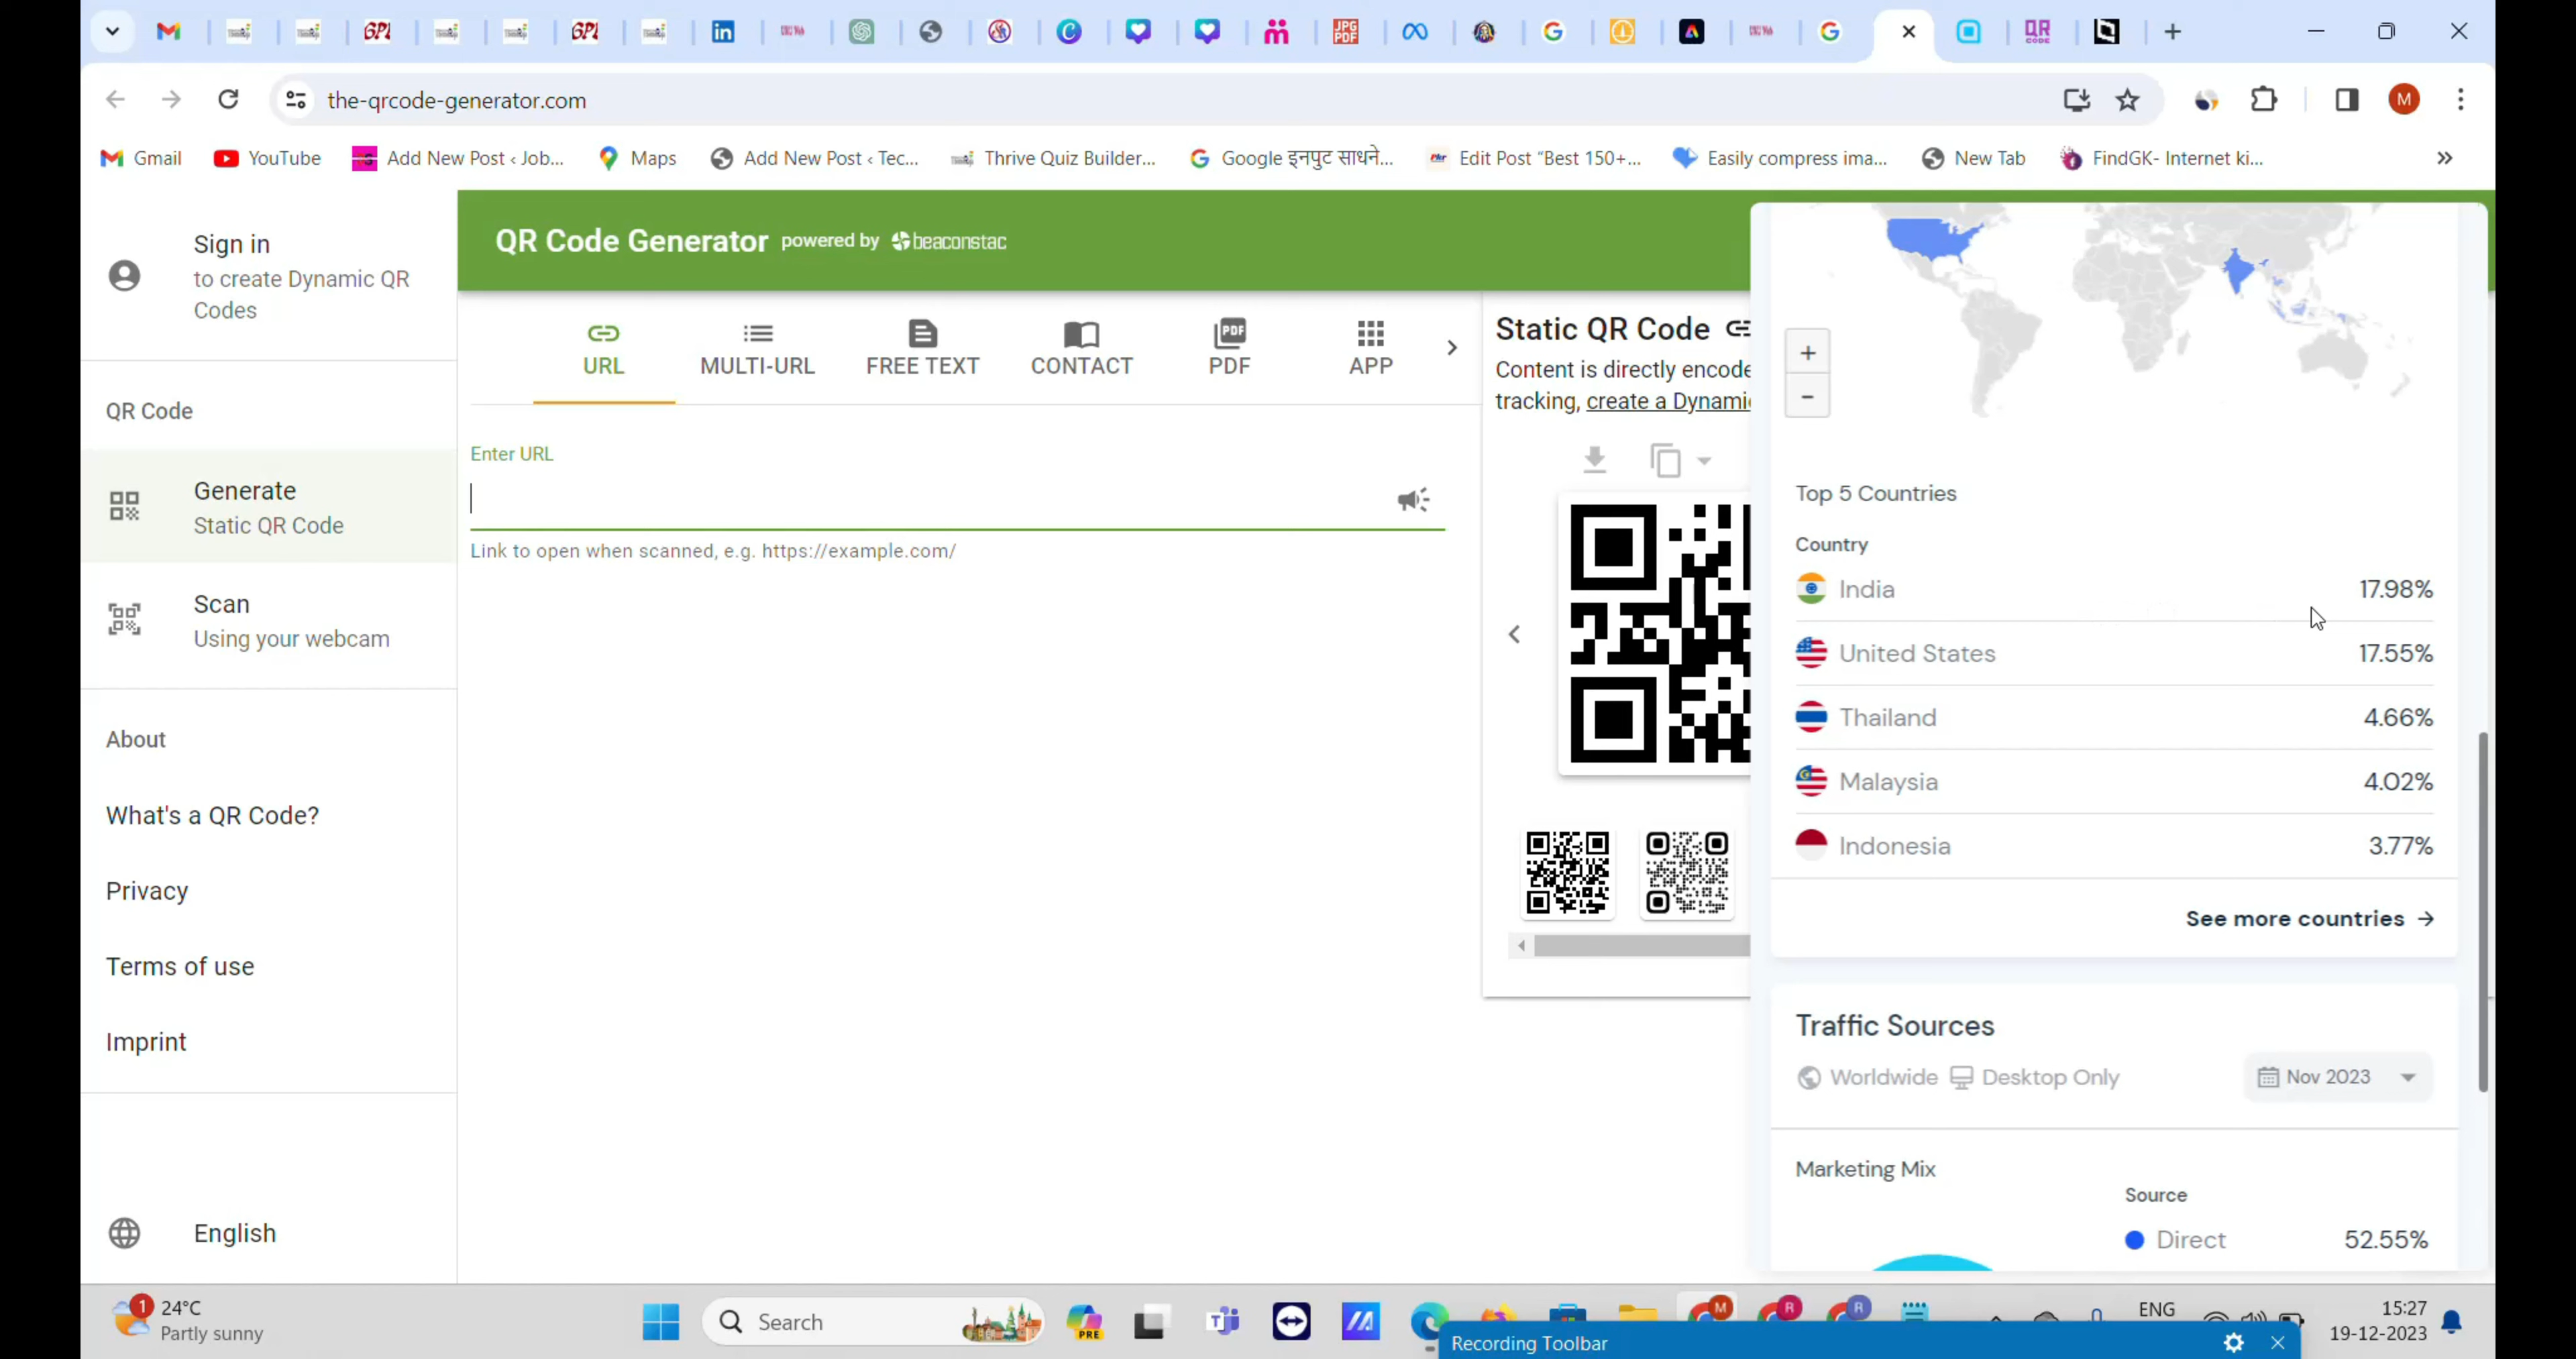 the-qrcode-generator.com
M
Gmail
YouTube
Add New Post ‹ Job...
Maps
Add New Post ‹ Tec...
Thrive Quiz Builder...
Google इनपुट साधने...
Edit Post “Best 150+...
Easily compress ima...
New Tab
FindGK- Internet ki...
Sign in
to create Dynamic QR
Codes
QR Code
Generate
Static QR Code
Scan
Using your webcam
About
What's a QR Code?
Privacy
Terms of use
Imprint
English
QR Code Generator powered by beaconstac
URL
MULTI-URL
FREE TEXT
CONTACT
PDF
APP
Enter URL
Link to open when scanned, e.g. https://example.com/
Static QR Code
Content is directly encode
tracking, create a Dynami
Top 5 Countries
Country
India 17.98%
United States 17.55%
Thailand 4.66%
Malaysia 4.02%
Indonesia 3.77%
See more countries →
Traffic Sources
Worldwide Desktop Only
Nov 2023
Marketing Mix
Source
Direct 52.55%
1
24°C
Partly sunny
Search
PRE
M
R
R
ENG
15:27
19-12-2023
Recording Toolbar